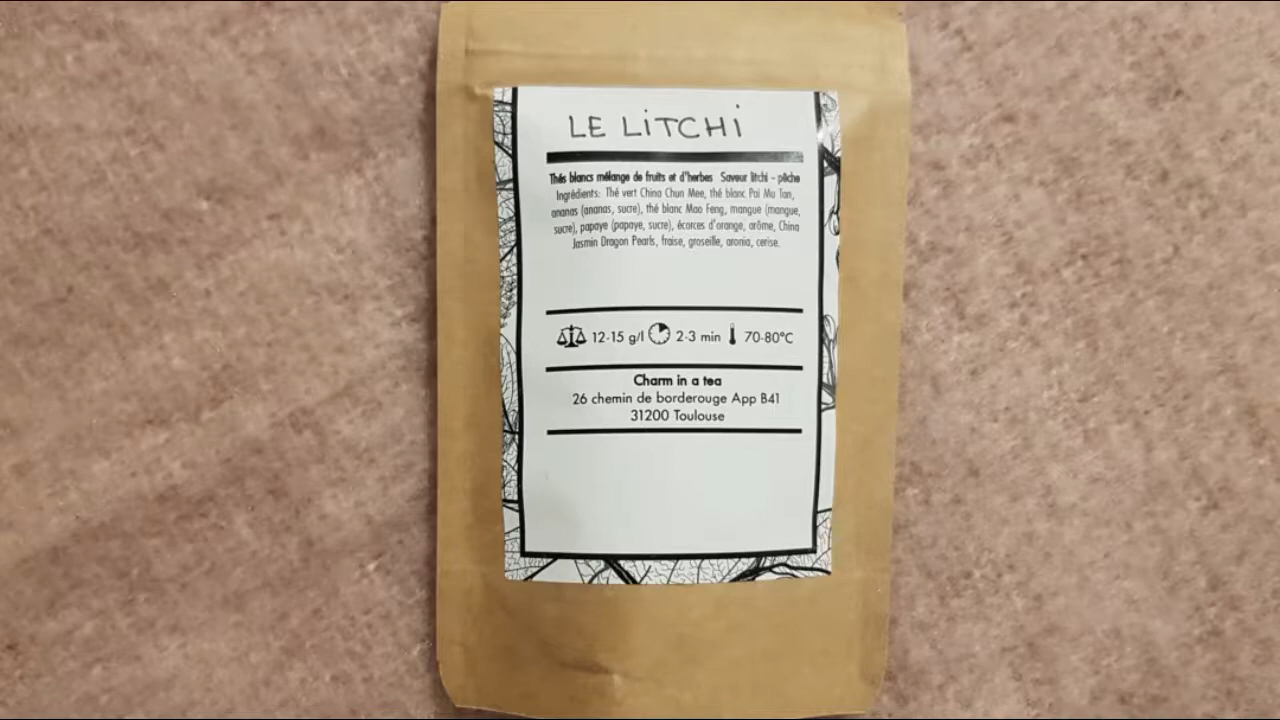 LE LiTCHi
Thés blancs mélange de fruits et d'herbes Saveur litchi - pêche
Ingrédients: Thé vert China Chun Mee, thé blanc Pai Mu Tan,
ananas (ananas, sucre), thé blanc Mao Feng, mangue (mangue,
sucre), papaye (papaye, sucre), écorces d'orange, arôme, China
Jasmin Dragon Pearls, fraise, groseille, aronia, cerise.
12-15 g/l 2-3 min 70-80°C
Charm in a tea
26 chemin de borderouge App B41
31200 Toulouse